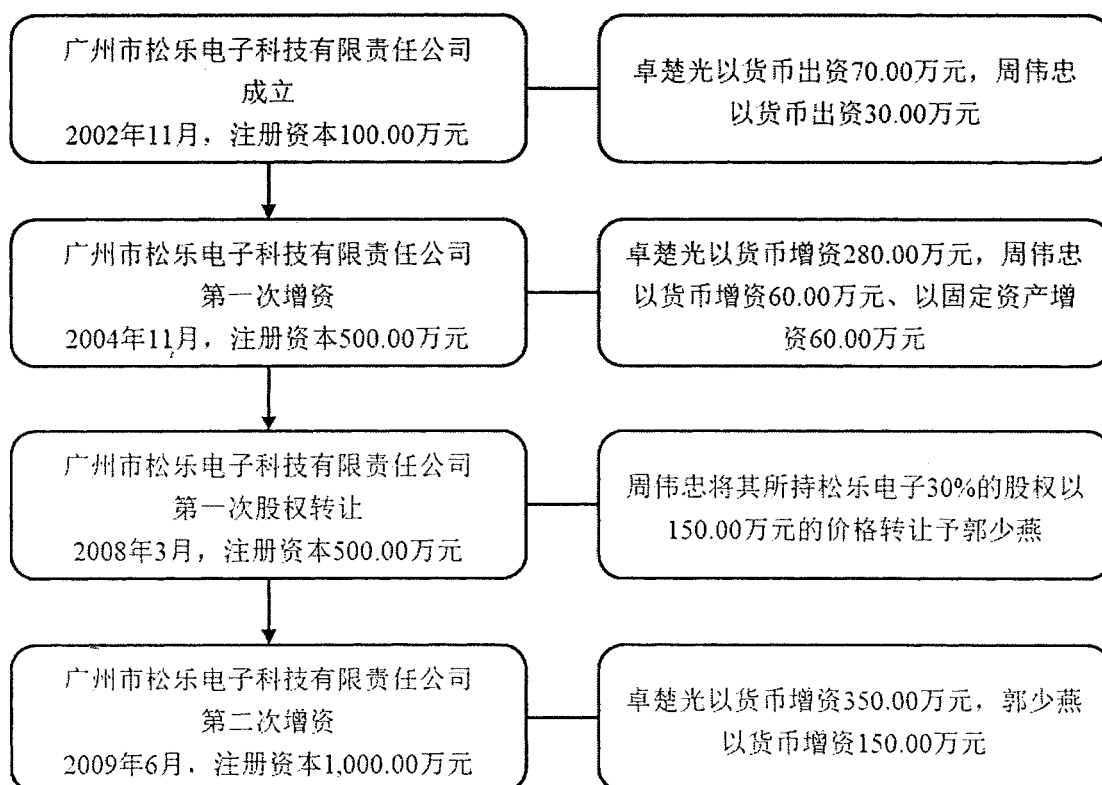 广州市松乐电子科技有限责任公司
成立
2002年11月，注册资本100.00万元
卓楚光以货币出资70.00万元，周伟忠
以货币出资30.00万元
广州市松乐电子科技有限责任公司
第一次增资
2004年11月，注册资本500.00万元
卓楚光以货币增资280.00万元，周伟忠
以货币增资60.00万元、以固定资产增
资60.00万元
广州市松乐电子科技有限责任公司
第一次股权转让
2008年3月，注册资本500.00万元
周伟忠将其所持松乐电子30%的股权以
150.00万元的价格转让予郭少燕
广州市松乐电子科技有限责任公司
第二次增资
2009年6月，注册资本1,000.00万元
卓楚光以货币增资350.00万元，郭少燕
以货币增资150.00万元